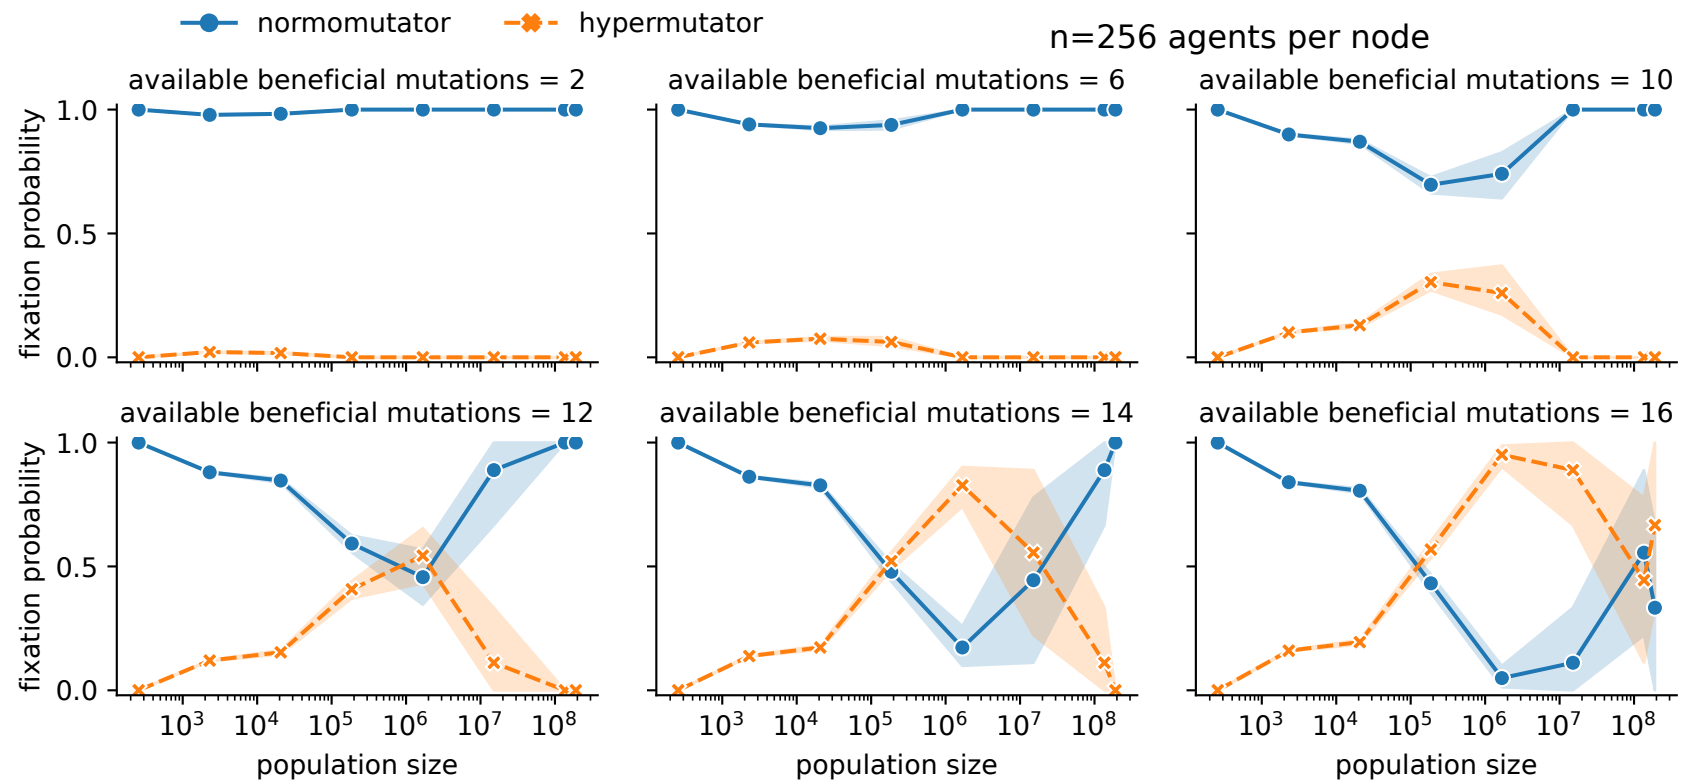 normomutator hypermutator
n=256 agents per node
available beneficial mutations = 2
available beneficial mutations = 6
available beneficial mutations = 10
fixation probability
1.0
0.5
0.0
available beneficial mutations = 12
available beneficial mutations = 14
available beneficial mutations = 16
fixation probability
1.0
0.5
0.0
10³ 10⁴ 10⁵ 10⁶ 10⁷ 10⁸
10³ 10⁴ 10⁵ 10⁶ 10⁷ 10⁸
10³ 10⁴ 10⁵ 10⁶ 10⁷ 10⁸
population size
population size
population size